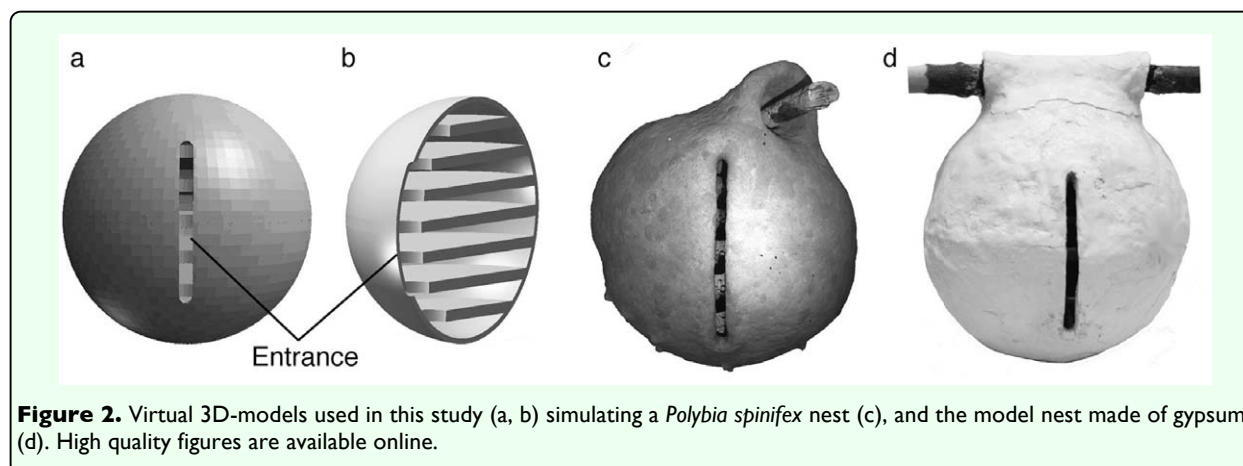 a
b
c
d
Entrance
Figure 2. Virtual 3D-models used in this study (a, b) simulating a Polybia spinifex nest (c), and the model nest made of gypsum
(d). High quality figures are available online.